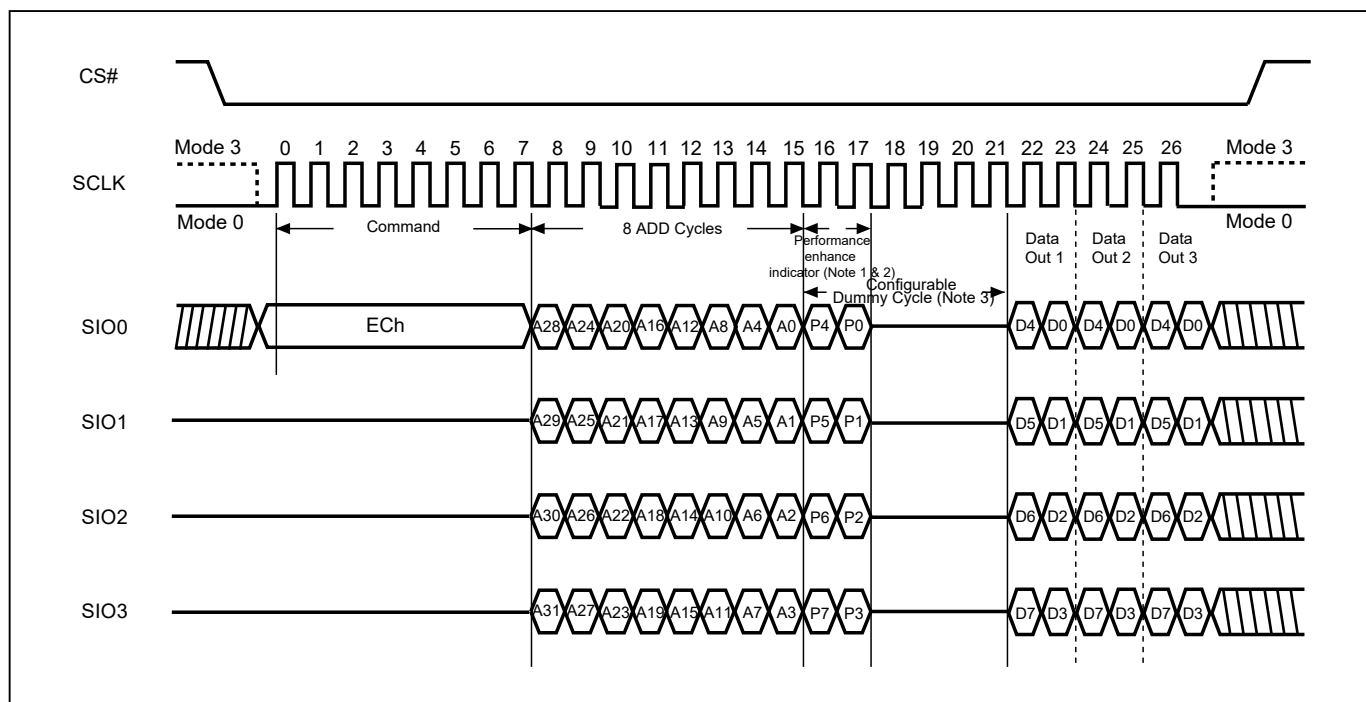 CS#
Mode 3 0 1 2 3 4 5 6 7 8 9 10 11 12 13 14 15 16 17 18 19 20 21 22 23 24 25 26 Mode 3
SCLK
Mode 0 Mode 0
Command 8 ADD Cycles
Performance
enhance
indicator (Note 1 & 2)
Configurable
Dummy Cycle (Note 3)
Data Data Data
Out 1 Out 2 Out 3
SIO0 ECh A28 A24 A20 A16 A12 A8 A4 A0 P4 P0 D4 D0 D4 D0 D4 D0
SIO1 A29 A25 A21 A17 A13 A9 A5 A1 P5 P1 D5 D1 D5 D1 D5 D1
SIO2 A30 A26 A22 A18 A14 A10 A6 A2 P6 P2 D6 D2 D6 D2 D6 D2
SIO3 A31 A27 A23 A19 A15 A11 A7 A3 P7 P3 D7 D3 D7 D3 D7 D3